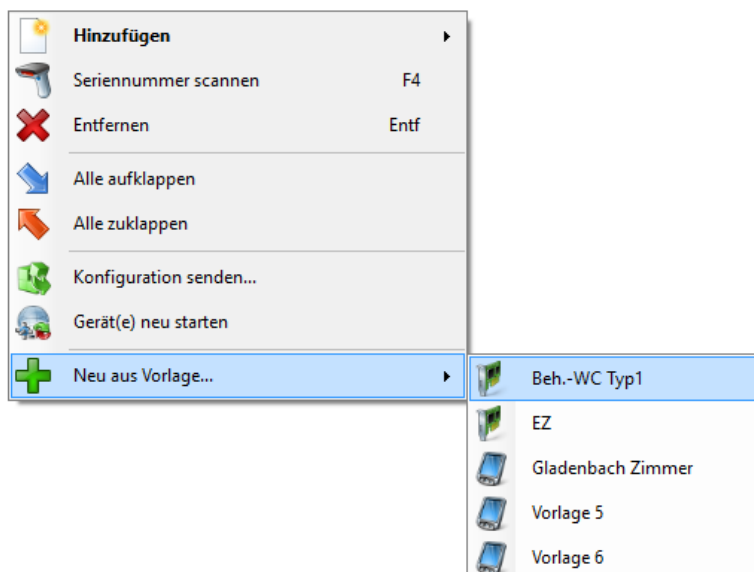 Hinzufügen
Seriennummer scannen F4
Entfernen Entf
Alle aufklappen
Alle zuklappen
Konfiguration senden...
Gerät(e) neu starten
Neu aus Vorlage...
Beh.-WC Typ1
EZ
Gladenbach Zimmer
Vorlage 5
Vorlage 6